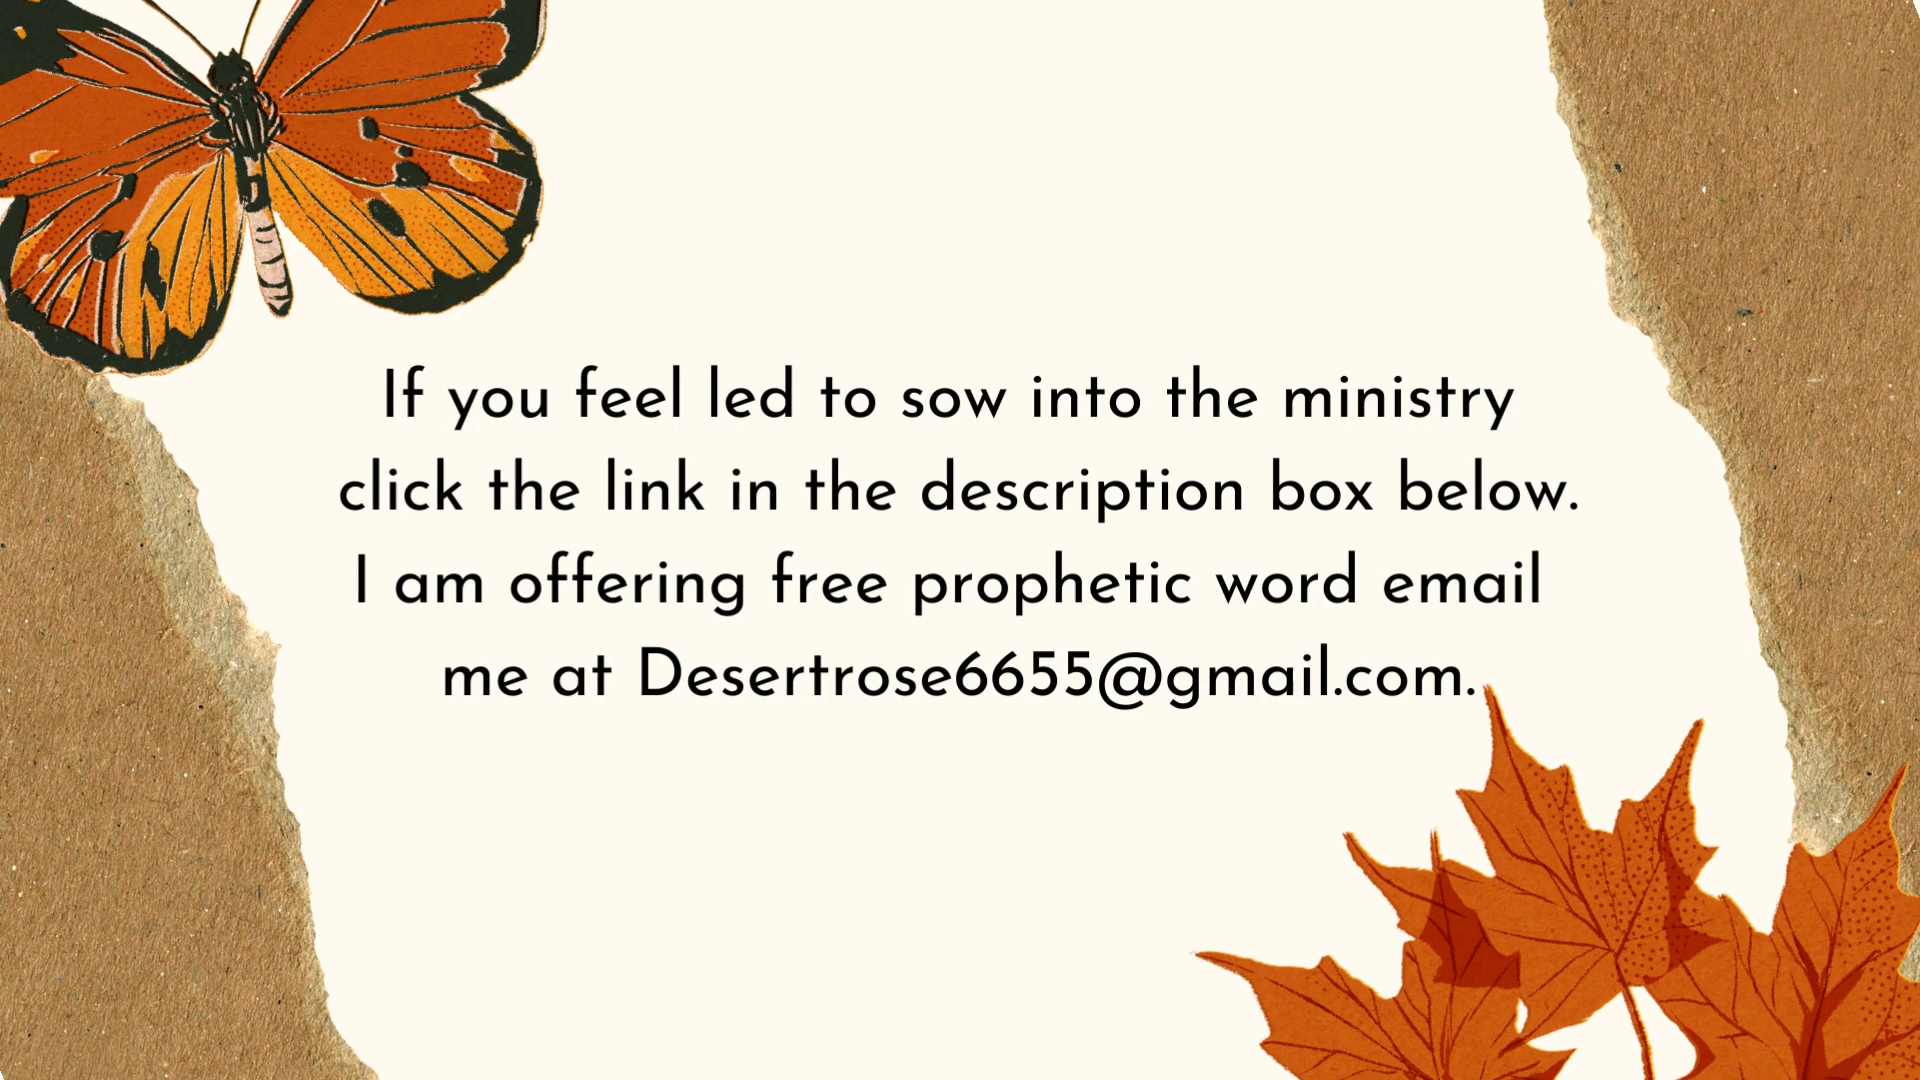 If you feel led to sow into the ministry
click the link in the description box below.
I am offering free prophetic word email
me at Desertrose6655@gmail.com.